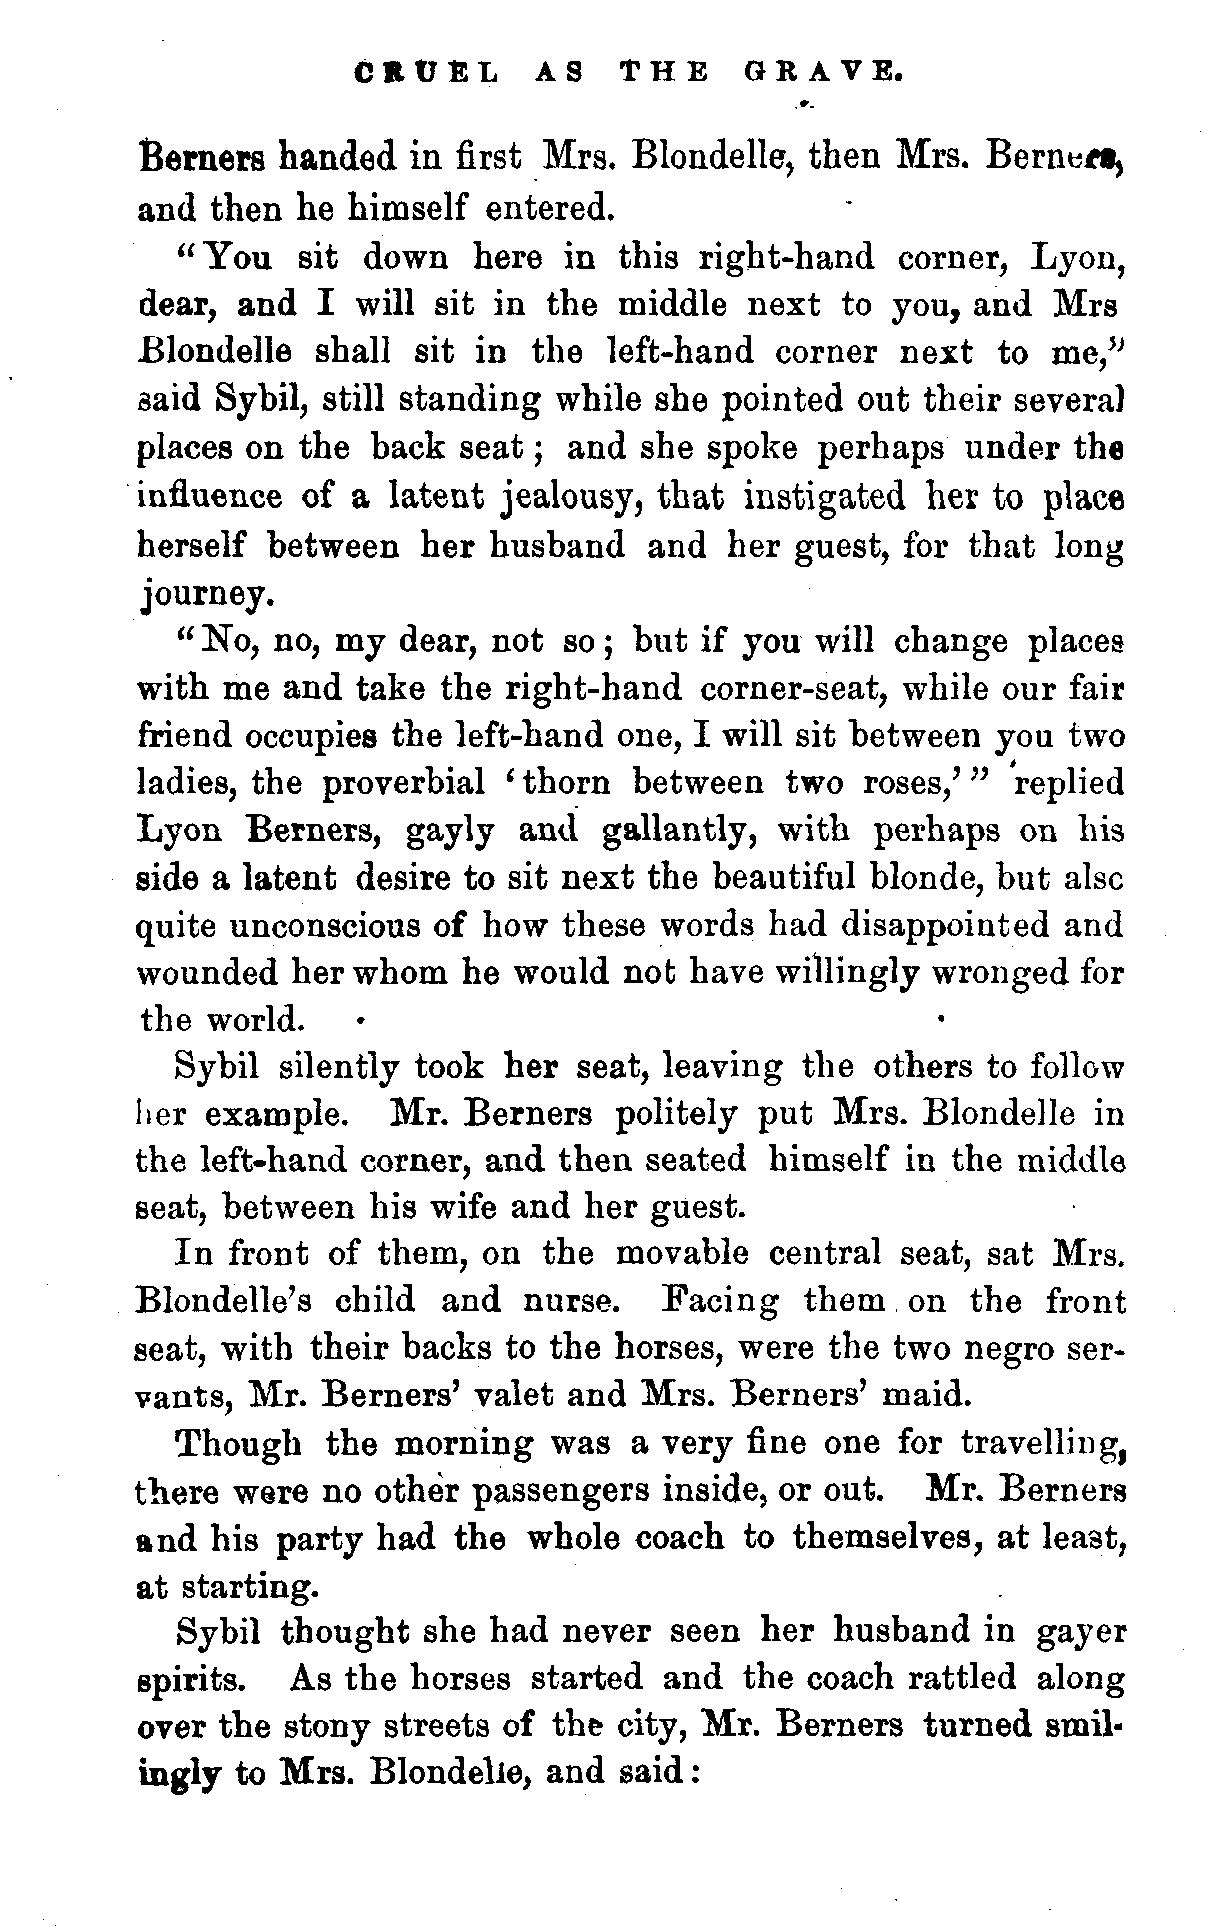 CRUEL AS THE GRAVE.
Berners handed in first Mrs. Blondelle, then Mrs. Berners,
and then he himself entered.
“You sit down here in this right-hand corner, Lyon,
dear, and I will sit in the middle next to you, and Mrs
Blondelle shall sit in the left-hand corner next to me,”
said Sybil, still standing while she pointed out their several
places on the back seat; and she spoke perhaps under the
influence of a latent jealousy, that instigated her to place
herself between her husband and her guest, for that long
journey.
“No, no, my dear, not so; but if you will change places
with me and take the right-hand corner-seat, while our fair
friend occupies the left-hand one, I will sit between you two
ladies, the proverbial ‘thorn between two roses,’” replied
Lyon Berners, gayly and gallantly, with perhaps on his
side a latent desire to sit next the beautiful blonde, but also
quite unconscious of how these words had disappointed and
wounded her whom he would not have willingly wronged for
the world.
Sybil silently took her seat, leaving the others to follow
her example. Mr. Berners politely put Mrs. Blondelle in
the left-hand corner, and then seated himself in the middle
seat, between his wife and her guest.
In front of them, on the movable central seat, sat Mrs.
Blondelle’s child and nurse. Facing them on the front
seat, with their backs to the horses, were the two negro ser-
vants, Mr. Berners’ valet and Mrs. Berners’ maid.
Though the morning was a very fine one for travelling,
there were no other passengers inside, or out. Mr. Berners
and his party had the whole coach to themselves, at least,
at starting.
Sybil thought she had never seen her husband in gayer
spirits. As the horses started and the coach rattled along
over the stony streets of the city, Mr. Berners turned smil-
ingly to Mrs. Blondelle, and said: